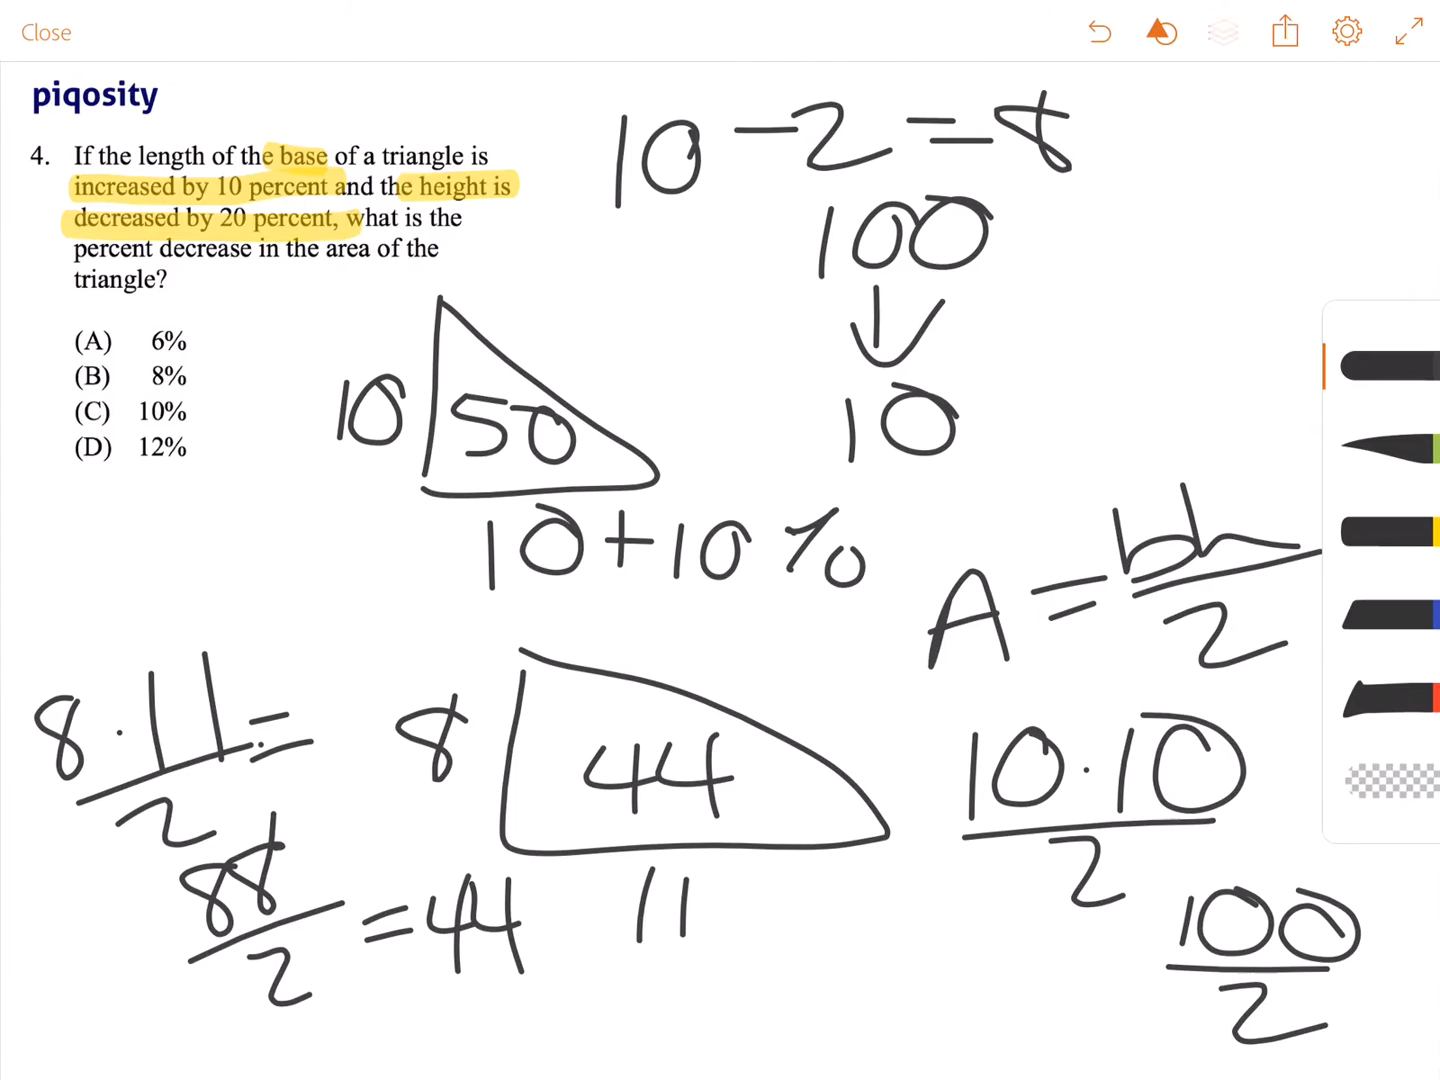 Close
piqosity
4. If the length of the base of a triangle is
increased by 10 percent and the height is
decreased by 20 percent, what is the
percent decrease in the area of the
triangle?
(A) 6%
(B) 8%
(C) 10%
(D) 12%
10 - 2 = 8
100
↓
10
10
50
10 + 10 %
A = bh/2
8 · 11/2 =
88/2 = 44
8
44
11
10 · 10/2
100/2